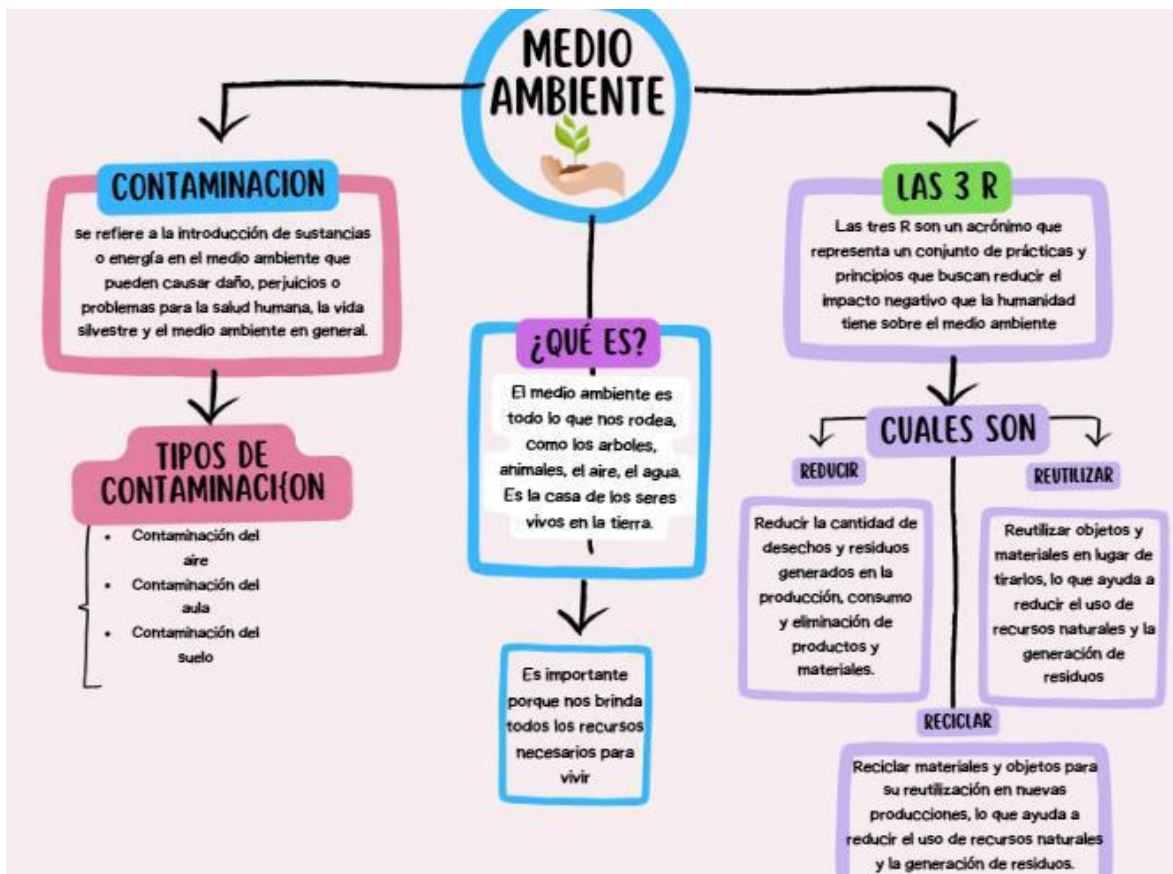 MEDIO
AMBIENTE
CONTAMINACION
se refiere a la introducción de sustancias
o energía en el medio ambiente que
pueden causar daño, perjuicios o
problemas para la salud humana, la vida
silvestre y el medio ambiente en general.
TIPOS DE
CONTAMINACI{ON
• Contaminación del
aire
• Contaminación del
aula
• Contaminación del
suelo
¿QUÉ ES?
El medio ambiente es
todo lo que nos rodea,
como los arboles,
animales, el aire, el agua.
Es la casa de los seres
vivos en la tierra.
Es importante
porque nos brinda
todos los recursos
necesarios para
vivir
LAS 3 R
Las tres R son un acrónimo que
representa un conjunto de prácticas y
principios que buscan reducir el
impacto negativo que la humanidad
tiene sobre el medio ambiente
CUALES SON
REDUCIR
Reducir la cantidad de
desechos y residuos
generados en la
producción, consumo
y eliminación de
productos y
materiales.
REUTILIZAR
Reutilizar objetos y
materiales en lugar de
tirarlos, lo que ayuda a
reducir el uso de
recursos naturales y la
generación de
residuos
RECICLAR
Reciclar materiales y objetos para
su reutilización en nuevas
producciones, lo que ayuda a
reducir el uso de recursos naturales
y la generación de residuos.